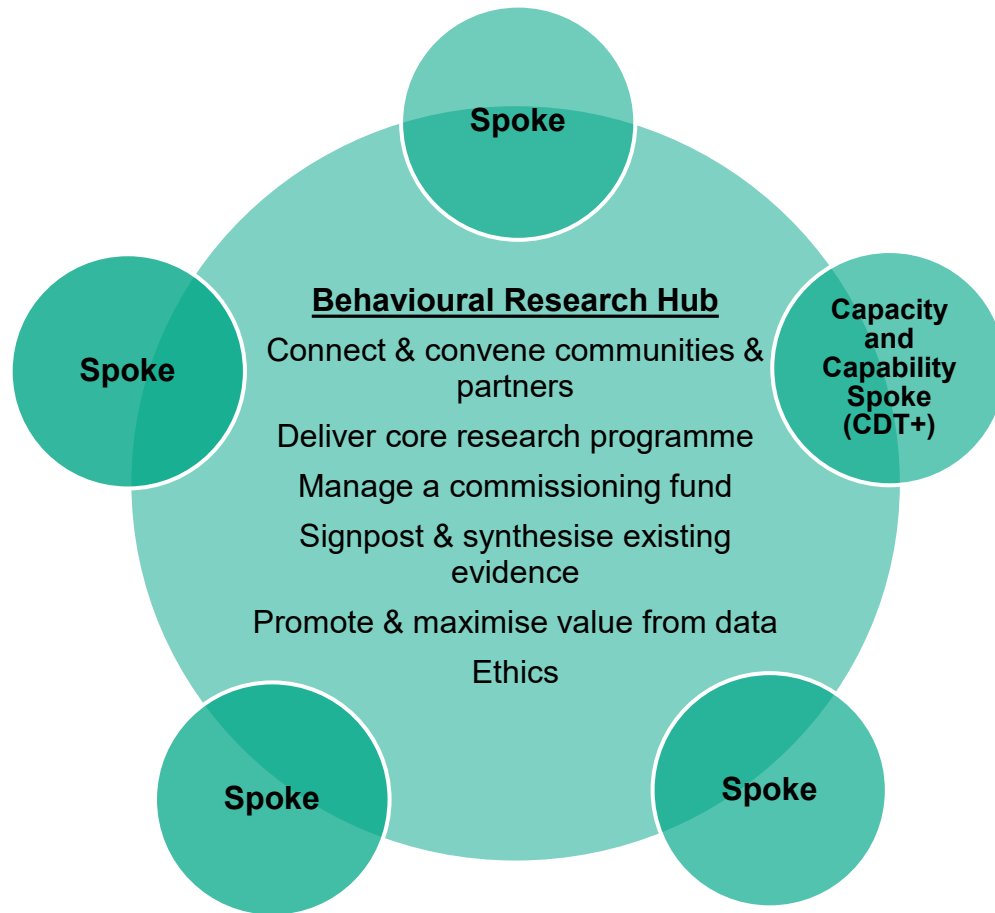 Spoke
Behavioural Research Hub
Connect & convene communities &
partners
Deliver core research programme
Manage a commissioning fund
Signpost & synthesise existing
evidence
Promote & maximise value from data
Ethics
Capacity
and
Capability
Spoke
(CDT+)
Spoke
Spoke
Spoke